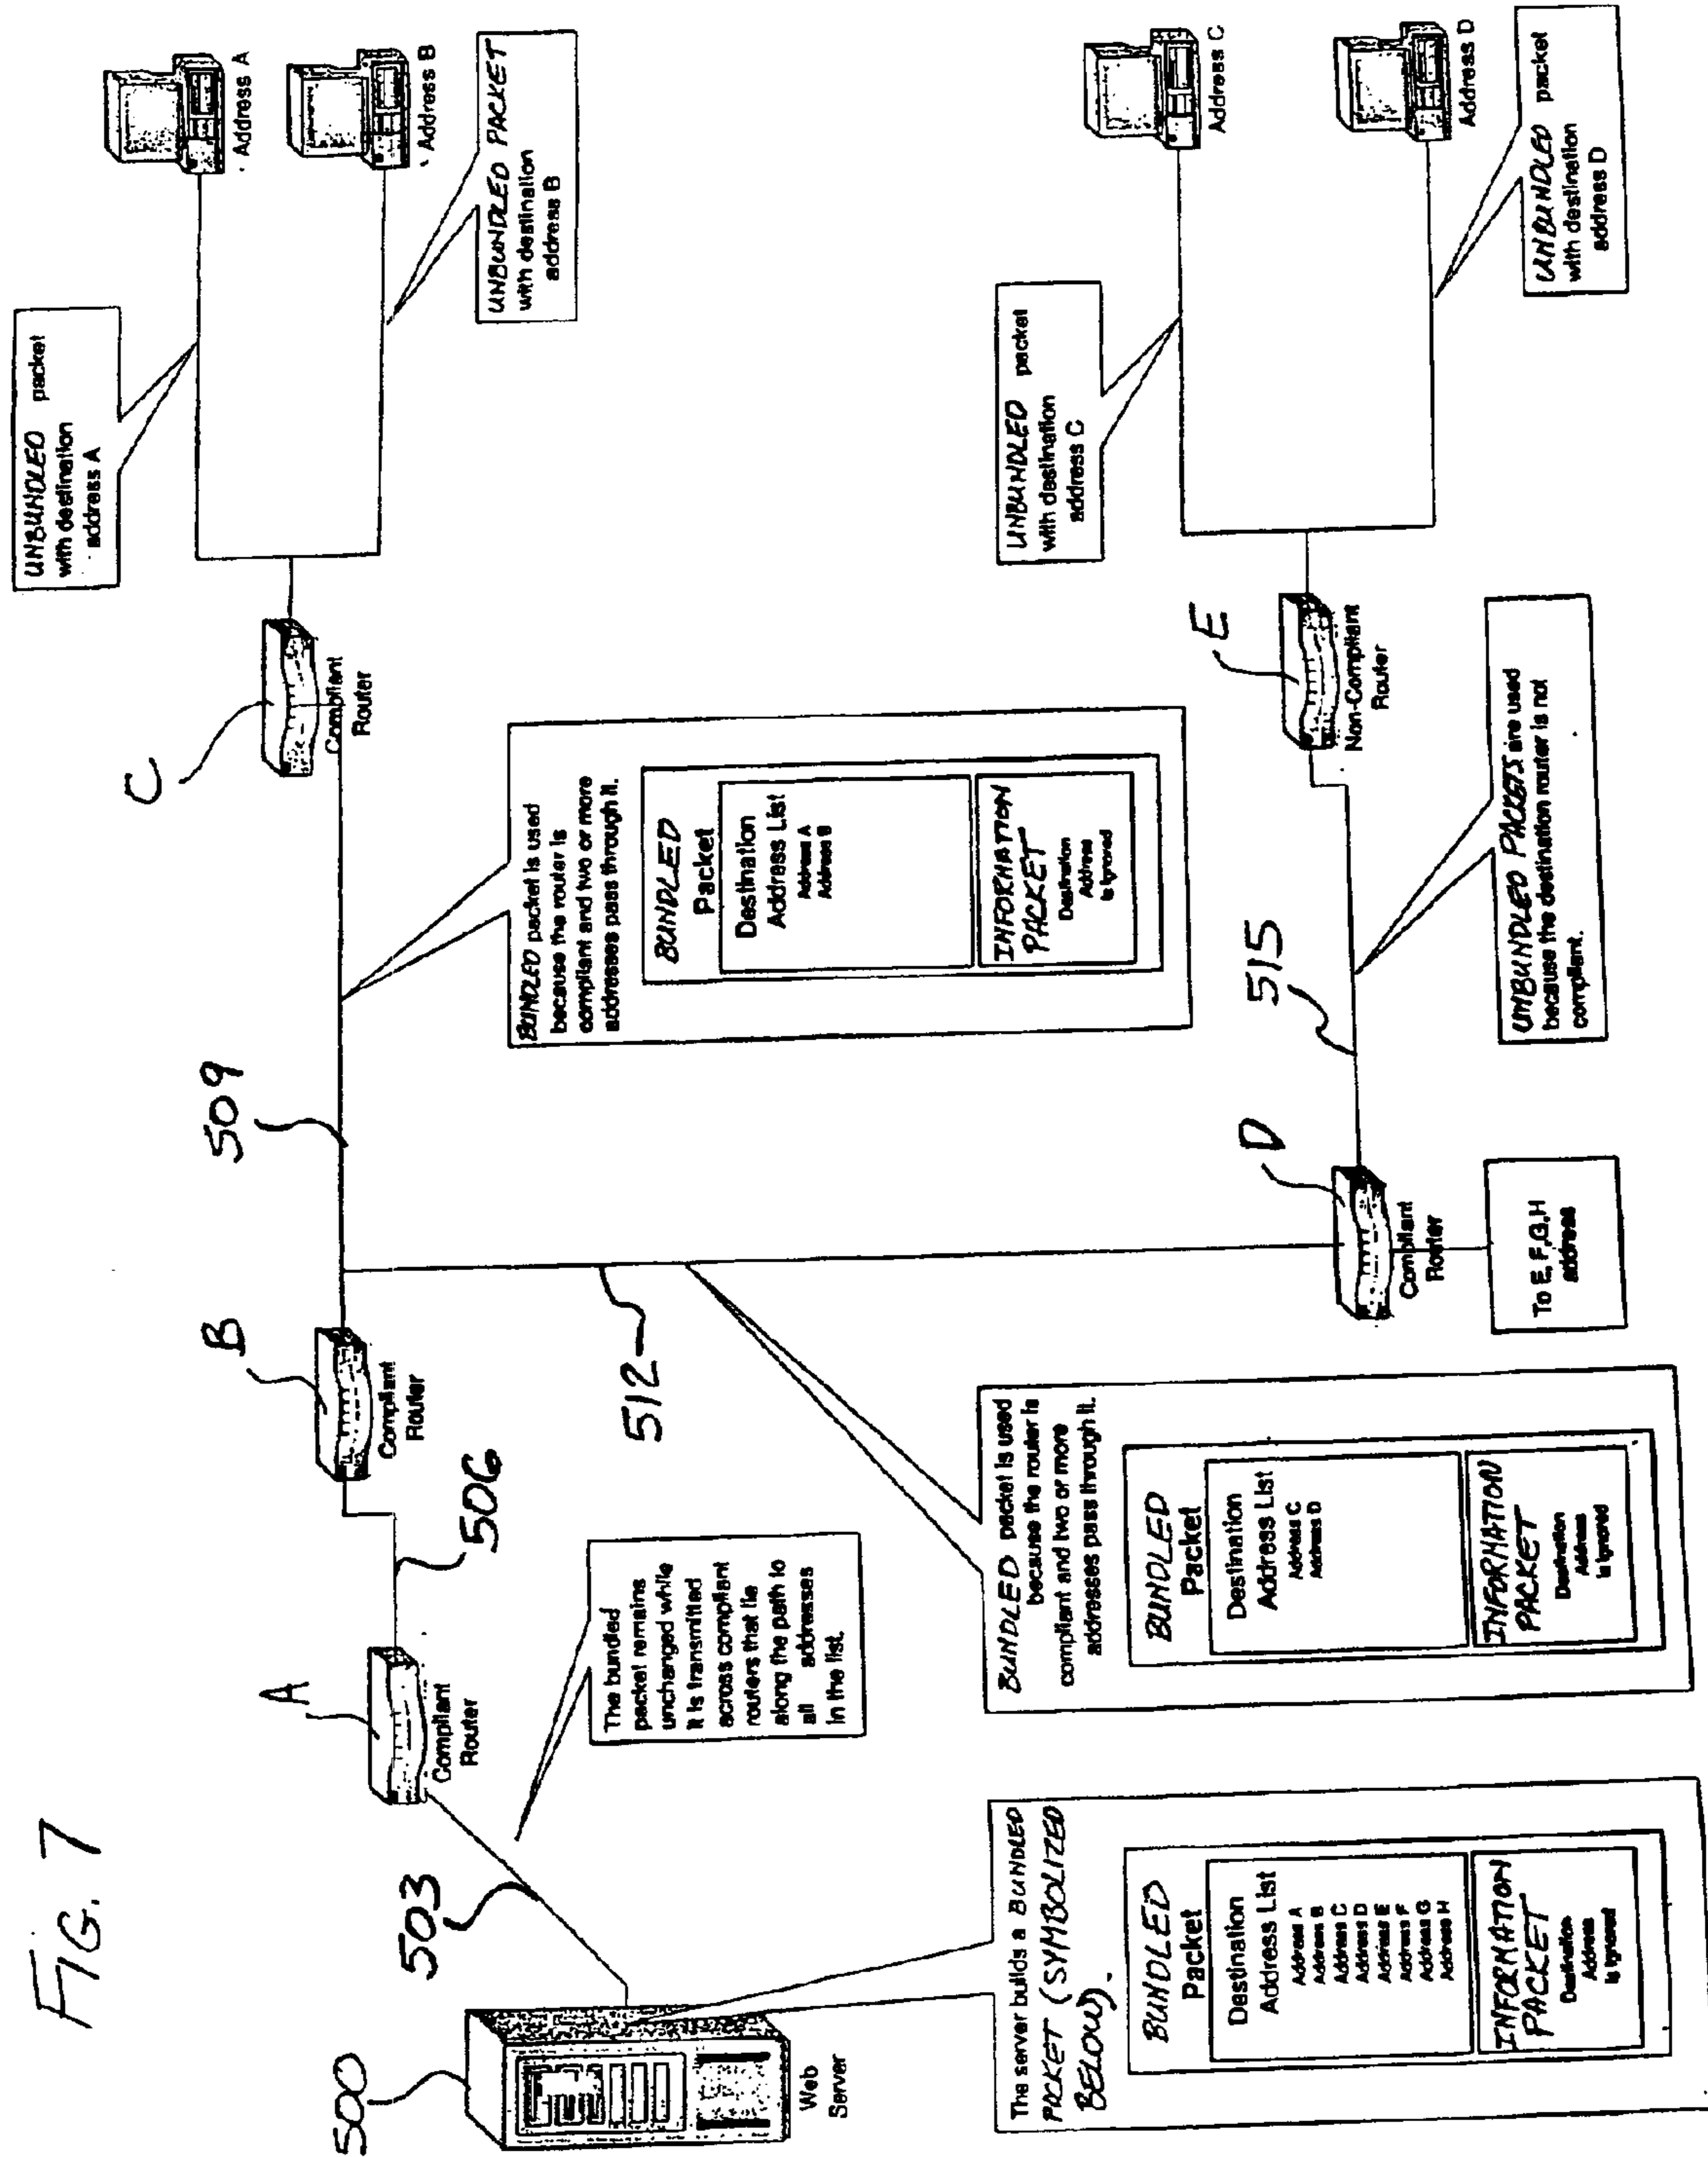 FIG. 7
500
Web
Server
503
The server builds a BUNDLED
PACKET (SYMBOLIZED
BELOW).
BUNDLED
Packet
Destination
Address List
Address A
Address B
Address C
Address D
Address E
Address F
Address G
Address H
INFORMATION
PACKET
Destination
Address
is ignored
A
Compliant
Router
The bundled
packet remains
unchanged while
it is transmitted
across compliant
routers that lie
along the path to
all addresses
in the list.
506
B
Compliant
Router
512
BUNDLED packet is used
because the router is
compliant and two or more
addresses pass through it.
BUNDLED
Packet
Destination
Address List
Address C
Address D
INFORMATION
PACKET
Destination
Address
is ignored
509
BUNDLED packet is used
because the router is
compliant and two or more
addresses pass through it.
BUNDLED
Packet
Destination
Address List
Address A
Address B
INFORMATION
PACKET
Destination
Address
is ignored
C
Compliant
Router
UNBUNDLED packet
with destination
address A
Address A
Address B
UNBUNDLED PACKET
with destination
address B
D
Compliant
Router
To E, F, G, H
address
515
UNBUNDLED PACKETS are used
because the destination router is not
compliant.
E
Non-Compliant
Router
UNBUNDLED packet
with destination
address C
Address C
Address D
UNBUNDLED packet
with destination
address D